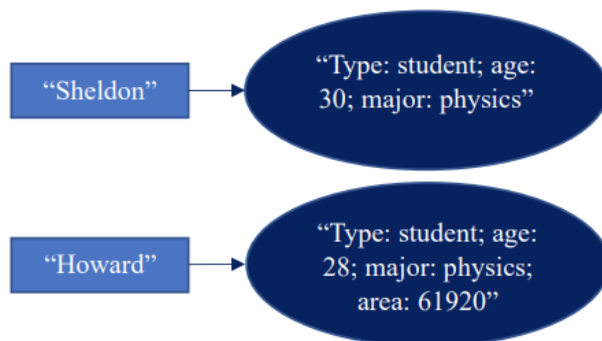 “Sheldon”
“Type: student; age:
30; major: physics”
“Howard”
“Type: student; age:
28; major: physics;
area: 61920”